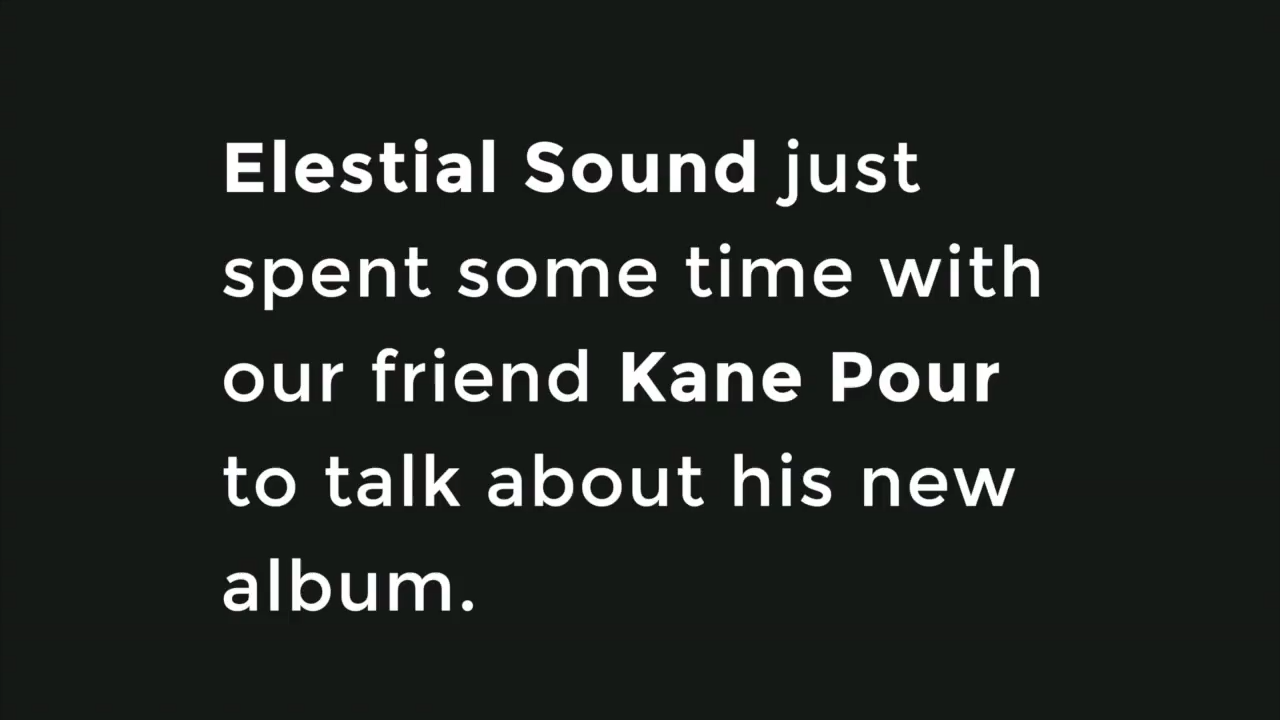 Elestial Sound just
spent some time with
our friend Kane Pour
to talk about his new
album.